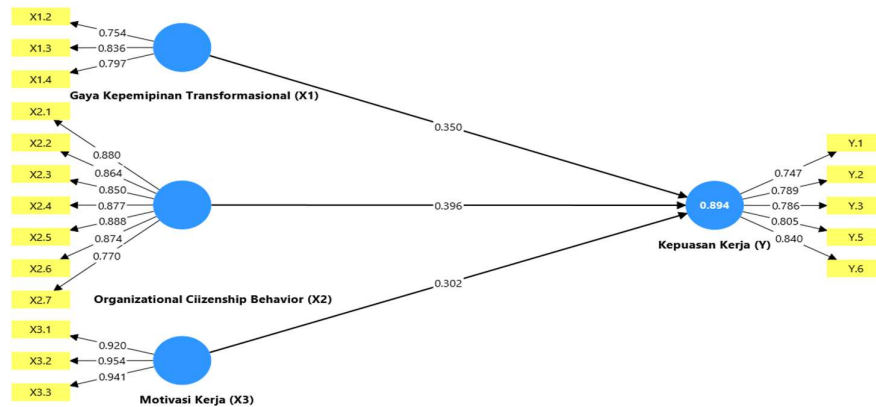 X1.2
0.754
X1.3
0.836
X1.4
0.797
Gaya Kepemipinan Transformasional (X1)
X2.1
X2.2
X2.3
X2.4
X2.5
X2.6
X2.7
0.880
0.864
0.850
0.877
0.888
0.874
0.770
Organizational Ciizenship Behavior (X2)
X3.1
0.920
X3.2
0.954
X3.3
0.941
Motivasi Kerja (X3)
0.350
0.396
0.302
0.894
Kepuasan Kerja (Y)
0.747
0.789
0.786
0.805
0.840
Y.1
Y.2
Y.3
Y.5
Y.6